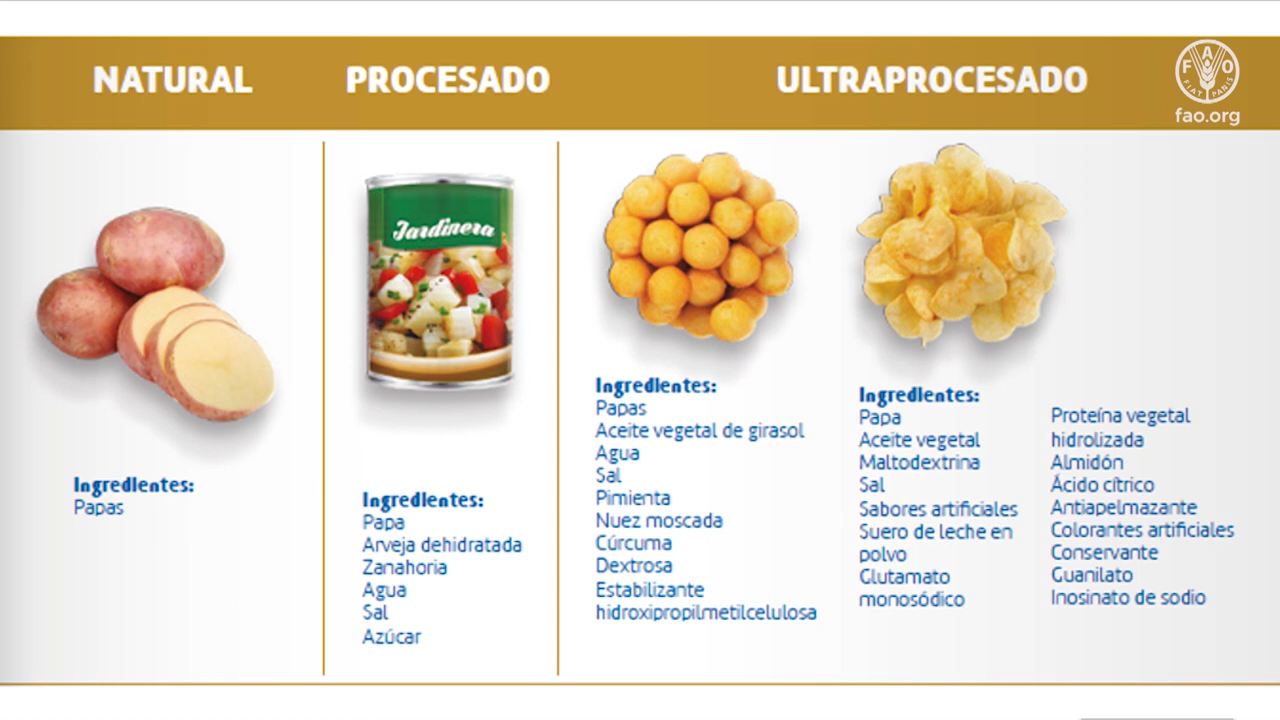 NATURAL
PROCESADO
ULTRAPROCESADO
F A O
FIAT PANIS
fao.org
Jardinera
Ingredientes:
Papas
Ingredientes:
Papa
Arveja dehidratada
Zanahoria
Agua
Sal
Azúcar
Ingredientes:
Papas
Aceite vegetal de girasol
Agua
Sal
Pimienta
Nuez moscada
Cúrcuma
Dextrosa
Estabilizante
hidroxipropilmetilcelulosa
Ingredientes:
Papa
Aceite vegetal
Maltodextrina
Sal
Sabores artificiales
Suero de leche en
polvo
Glutamato
monosódico
Proteína vegetal
hidrolizada
Almidón
Ácido cítrico
Antiapelmazante
Colorantes artificiales
Conservante
Guanilato
Inosinato de sodio